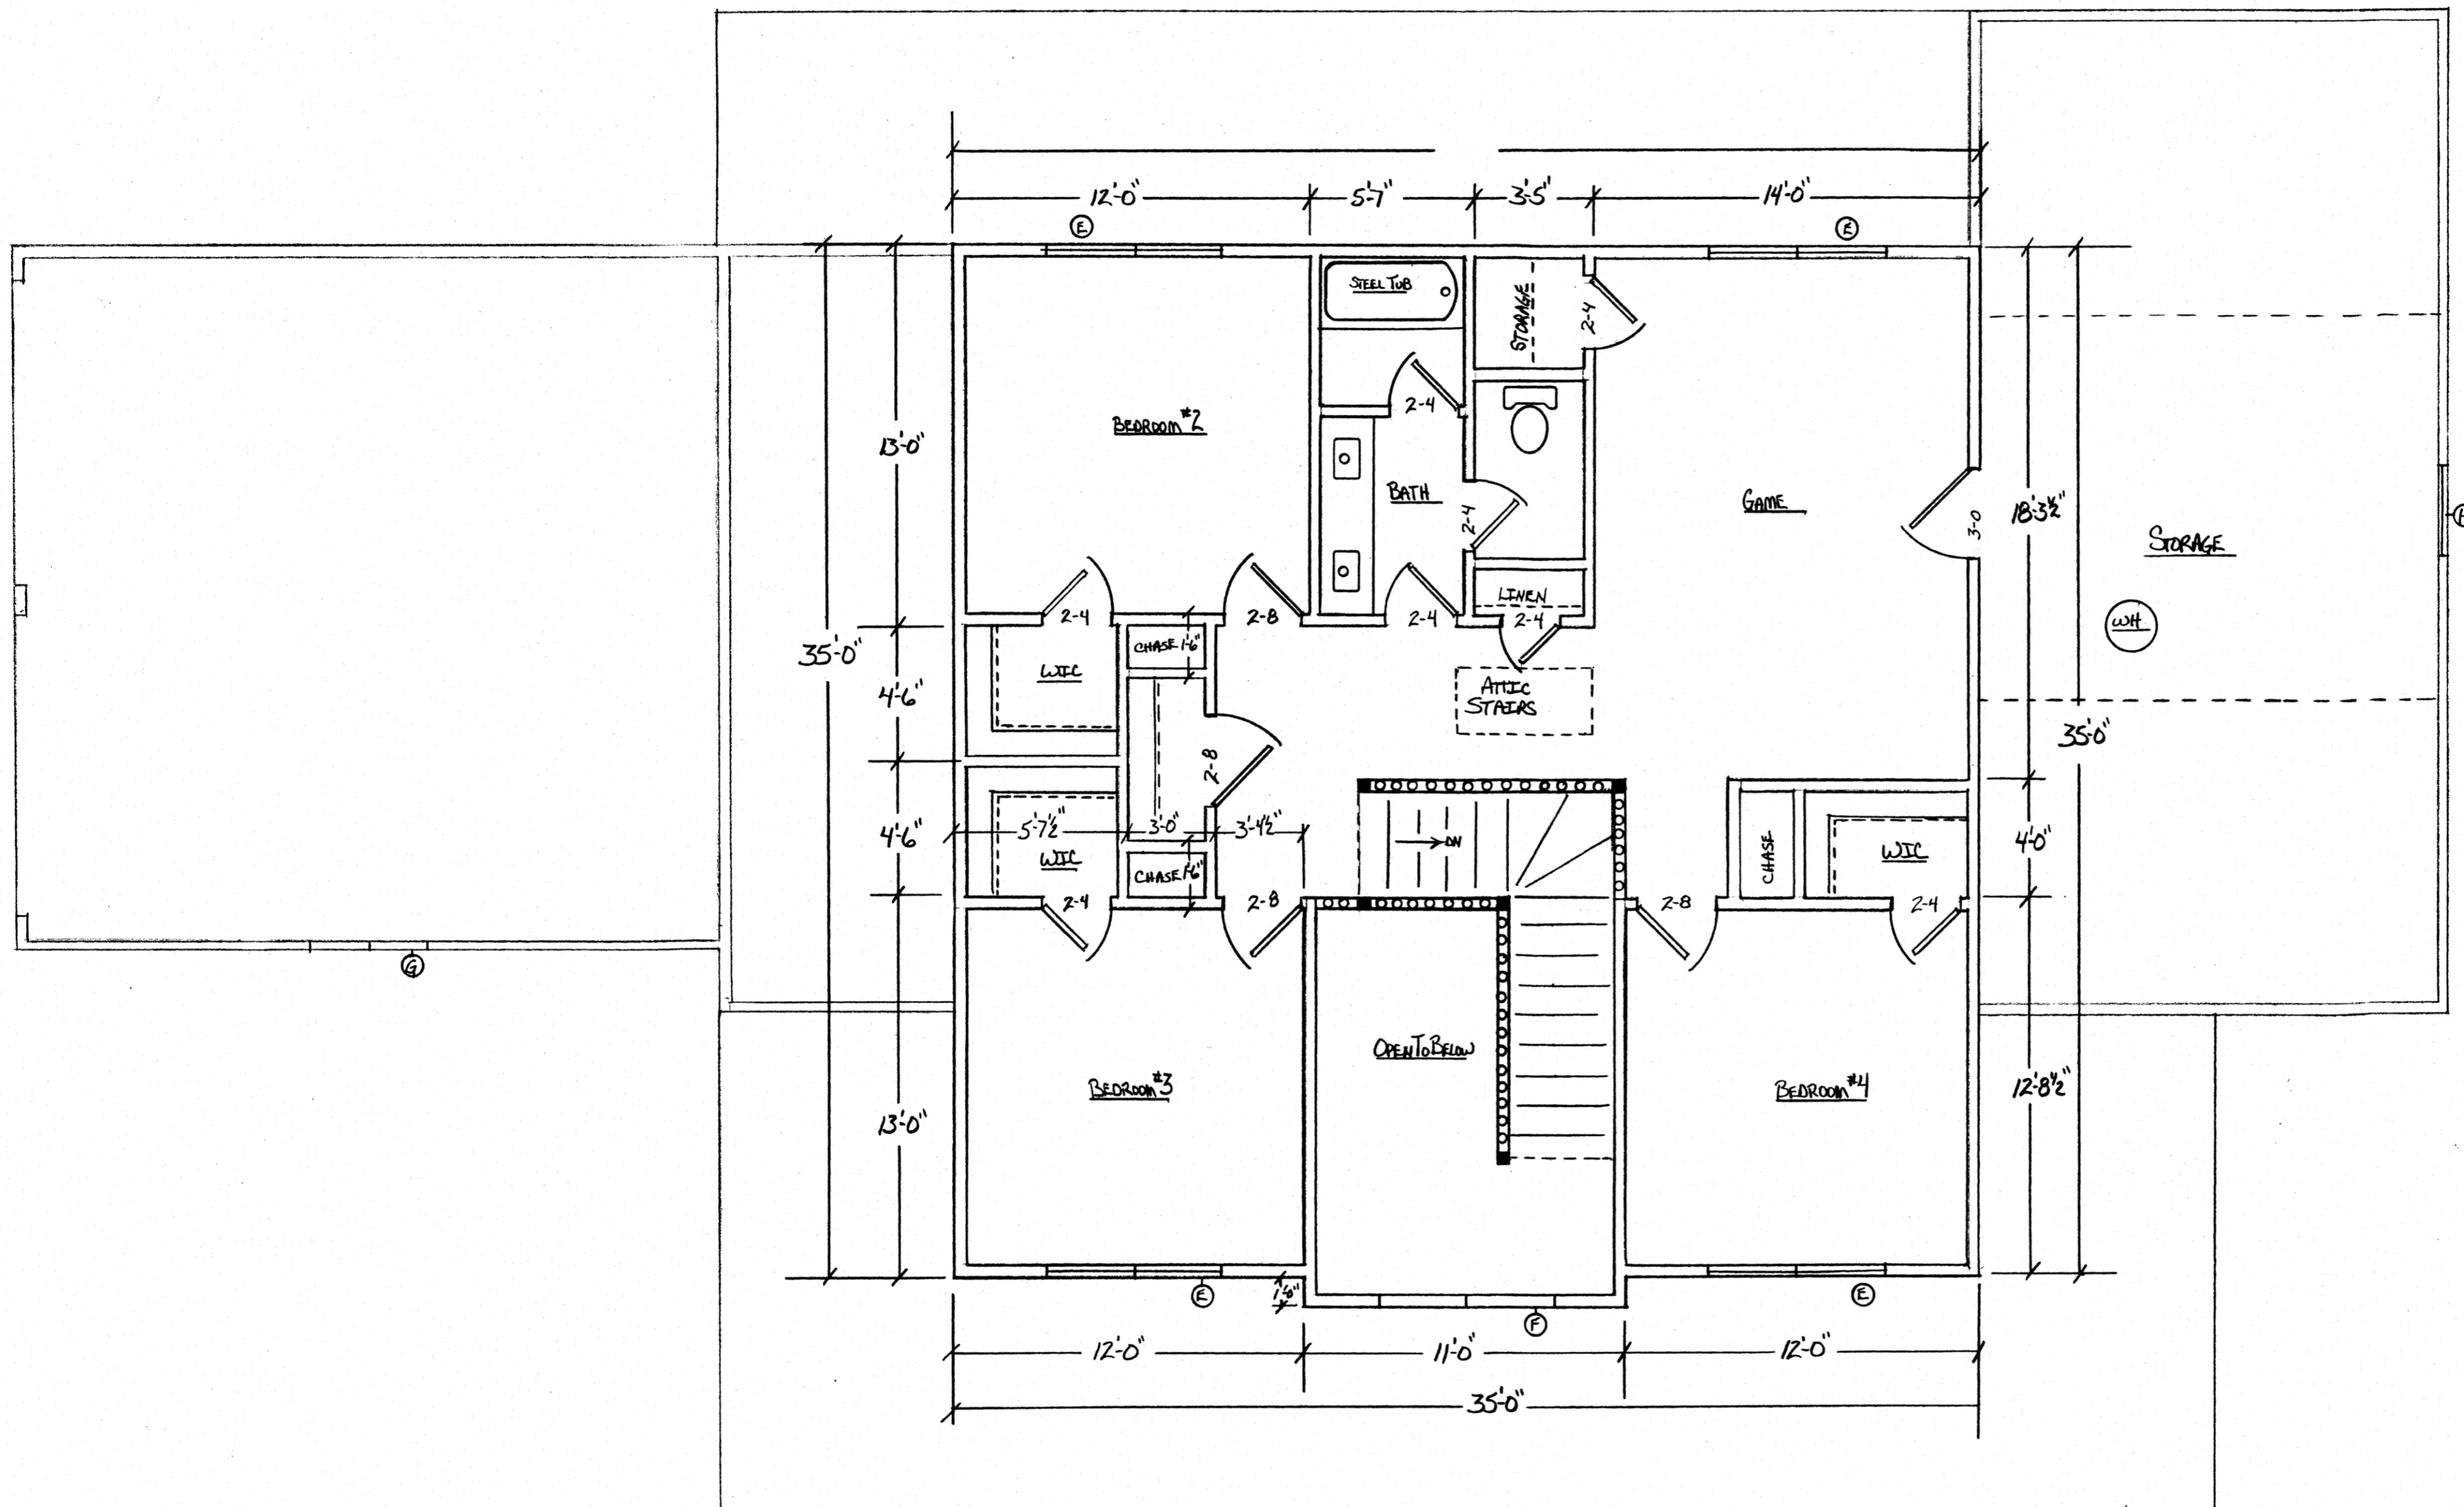 12'-0"
5'-7"
3'-5"
14'-0"
E
E
STEEL TUB
STORAGE
2-4
2-4
BEDROOM #2
13'-0"
BATH
2-4
GAME
3-0
18'-3½"
STORAGE
WH
2-4
2-8
2-4
LINEN
2-4
35'-0"
CHASE 1'-6"
WIC
4'-6"
ATTIC
STAIRS
35'-0"
2-8
4'-6"
5'-7½"
3'-0"
3'-4½"
DN
WIC
CHASE 1'-6"
CHASE
WIC
4'-0"
2-4
2-8
2-8
2-4
G
OPEN TO BELOW
BEDROOM #3
BEDROOM #4
12'-8½"
13'-0"
E
1'-0"
F
E
12'-0"
11'-0"
12'-0"
35'-0"